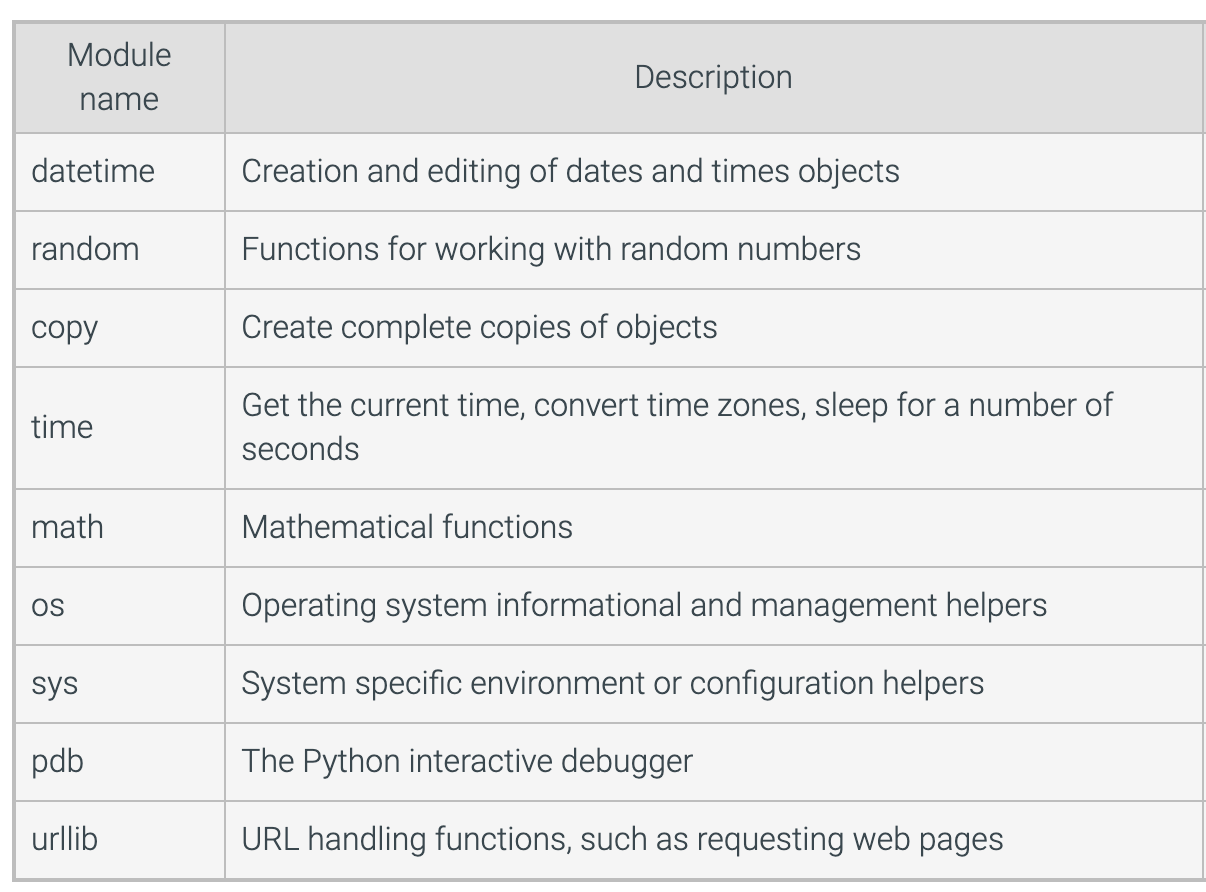 Module
name
Description
datetime
Creation and editing of dates and times objects
random
Functions for working with random numbers
copy
Create complete copies of objects
time
Get the current time, convert time zones, sleep for a number of
seconds
math
Mathematical functions
os
Operating system informational and management helpers
sys
System specific environment or configuration helpers
pdb
The Python interactive debugger
urllib
URL handling functions, such as requesting web pages